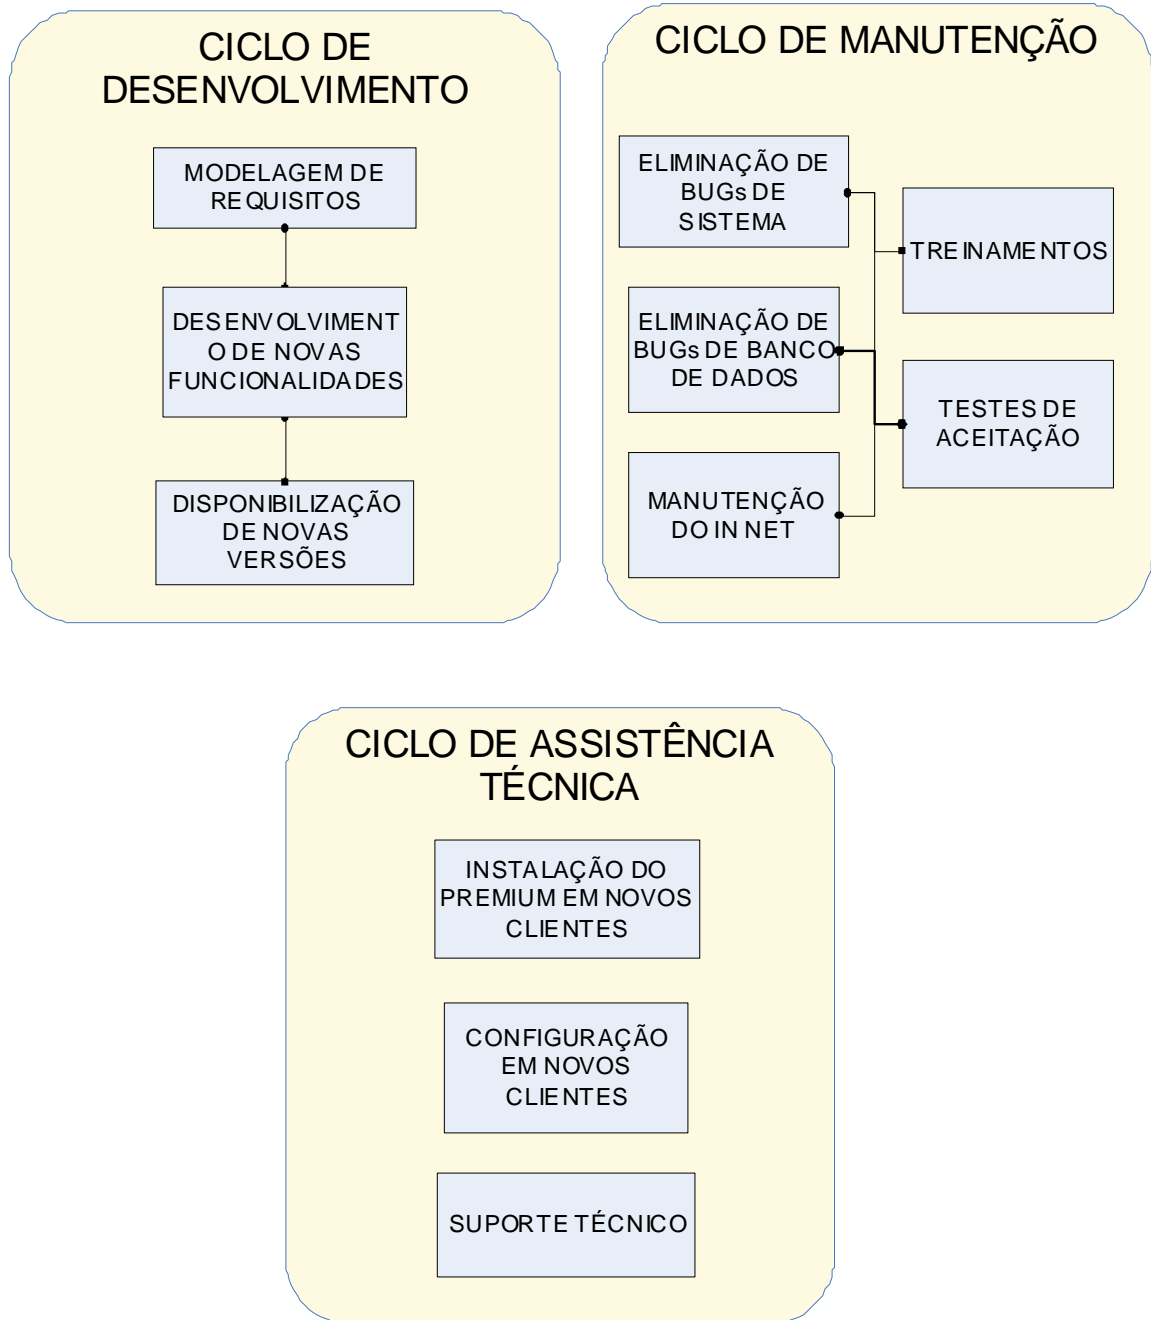 CICLO DE
DESENVOLVIMENTO
MODELAGEM DE
REQUISITOS
DESENVOLVIMENT
O DE NOVAS
FUNCIONALIDADES
DISPONIBILIZAÇÃO
DE NOVAS
VERSÕES
CICLO DE MANUTENÇÃO
ELIMINAÇÃO DE
BUGs DE
SISTEMA
TREINAMENTOS
ELIMINAÇÃO DE
BUGs DE BANCO
DE DADOS
TESTES DE
ACEITAÇÃO
MANUTENÇÃO
DO IN NET
CICLO DE ASSISTÊNCIA
TÉCNICA
INSTALAÇÃO DO
PREMIUM EM NOVOS
CLIENTES
CONFIGURAÇÃO
EM NOVOS
CLIENTES
SUPORTE TÉCNICO